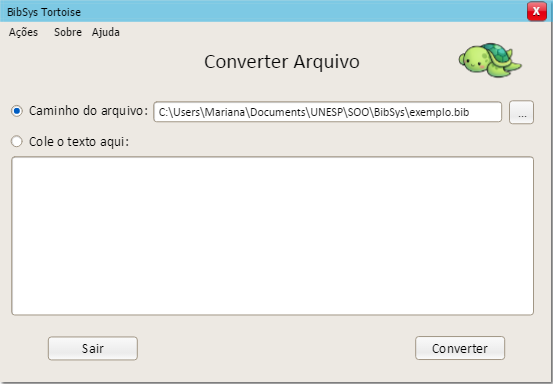 BibSys Tortoise X
Ações Sobre Ajuda
Converter Arquivo
Caminho do arquivo: C:\Users\Mariana\Documents\UNESP\SOO\BibSys\exemplo.bib ...
Cole o texto aqui:
Sair Converter